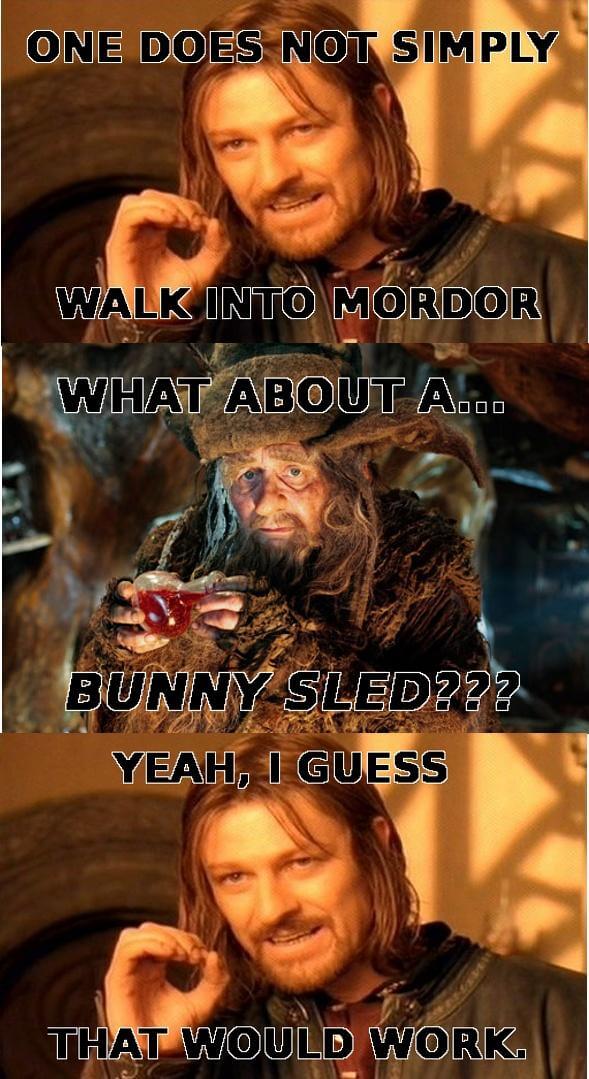 ONE DOES NOT SIMPLY
WALK INTO MORDOR
WHAT ABOUT A...
BUNNY SLED???
YEAH, I GUESS
THAT WOULD WORK.